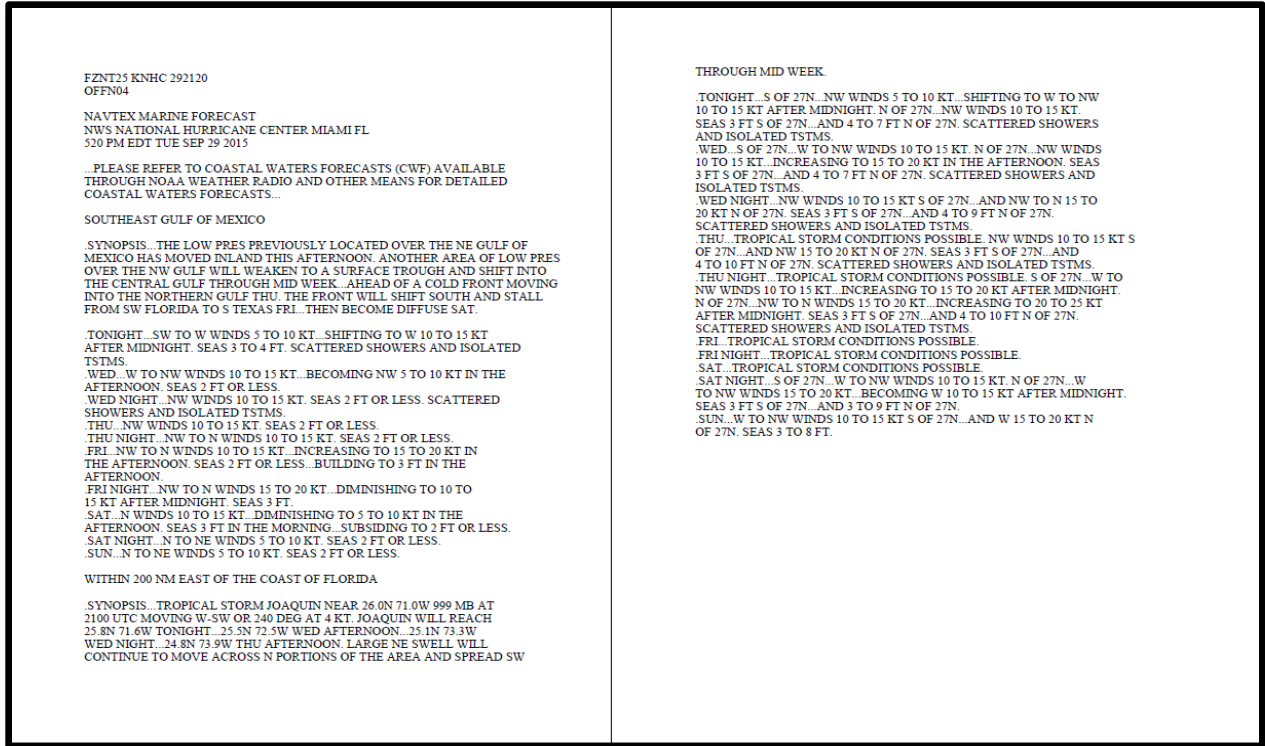 FZNT25 KNHC 292120
OFFN04
NAVTEX MARINE FORECAST
NWS NATIONAL HURRICANE CENTER MIAMI FL
520 PM EDT TUE SEP 29 2015
...PLEASE REFER TO COASTAL WATERS FORECASTS (CWF) AVAILABLE
THROUGH NOAA WEATHER RADIO AND OTHER MEANS FOR DETAILED
COASTAL WATERS FORECASTS...
SOUTHEAST GULF OF MEXICO
.SYNOPSIS...THE LOW PRES PREVIOUSLY LOCATED OVER THE NE GULF OF
MEXICO HAS MOVED INLAND THIS AFTERNOON. ANOTHER AREA OF LOW PRES
OVER THE NW GULF WILL WEAKEN TO A SURFACE TROUGH AND SHIFT INTO
THE CENTRAL GULF THROUGH MID WEEK...AHEAD OF A COLD FRONT MOVING
INTO THE NORTHERN GULF THU. THE FRONT WILL SHIFT SOUTH AND STALL
FROM SW FLORIDA TO S TEXAS FRI...THEN BECOME DIFFUSE SAT.
.TONIGHT...SW TO W WINDS 5 TO 10 KT...SHIFTING TO W 10 TO 15 KT
AFTER MIDNIGHT. SEAS 3 TO 4 FT. SCATTERED SHOWERS AND ISOLATED
TSTMS.
.WED...W TO NW WINDS 10 TO 15 KT...BECOMING NW 5 TO 10 KT IN THE
AFTERNOON. SEAS 2 FT OR LESS.
.WED NIGHT...NW WINDS 10 TO 15 KT. SEAS 2 FT OR LESS. SCATTERED
SHOWERS AND ISOLATED TSTMS.
.THU...NW WINDS 10 TO 15 KT. SEAS 2 FT OR LESS.
.THU NIGHT...NW TO N WINDS 10 TO 15 KT. SEAS 2 FT OR LESS.
.FRI...NW TO N WINDS 10 TO 15 KT...INCREASING TO 15 TO 20 KT IN
THE AFTERNOON. SEAS 2 FT OR LESS...BUILDING TO 3 FT IN THE
AFTERNOON.
.FRI NIGHT...NW TO N WINDS 15 TO 20 KT...DIMINISHING TO 10 TO
15 KT AFTER MIDNIGHT. SEAS 3 FT.
.SAT...N WINDS 10 TO 15 KT...DIMINISHING TO 5 TO 10 KT IN THE
AFTERNOON. SEAS 3 FT IN THE MORNING...SUBSIDING TO 2 FT OR LESS.
.SAT NIGHT...N TO NE WINDS 5 TO 10 KT. SEAS 2 FT OR LESS.
.SUN...N TO NE WINDS 5 TO 10 KT. SEAS 2 FT OR LESS.
WITHIN 200 NM EAST OF THE COAST OF FLORIDA
.SYNOPSIS...TROPICAL STORM JOAQUIN NEAR 26.0N 71.0W 999 MB AT
2100 UTC MOVING W-SW OR 240 DEG AT 4 KT. JOAQUIN WILL REACH
25.8N 71.6W TONIGHT...25.5N 72.5W WED AFTERNOON...25.1N 73.3W
WED NIGHT...24.8N 73.9W THU AFTERNOON. LARGE NE SWELL WILL
CONTINUE TO MOVE ACROSS N PORTIONS OF THE AREA AND SPREAD SW
THROUGH MID WEEK.
.TONIGHT...S OF 27N...NW WINDS 5 TO 10 KT...SHIFTING TO W TO NW
10 TO 15 KT AFTER MIDNIGHT. N OF 27N...NW WINDS 10 TO 15 KT.
SEAS 3 FT S OF 27N...AND 4 TO 7 FT N OF 27N. SCATTERED SHOWERS
AND ISOLATED TSTMS.
.WED...S OF 27N...W TO NW WINDS 10 TO 15 KT. N OF 27N...NW WINDS
10 TO 15 KT...INCREASING TO 15 TO 20 KT IN THE AFTERNOON. SEAS
3 FT S OF 27N...AND 4 TO 7 FT N OF 27N. SCATTERED SHOWERS AND
ISOLATED TSTMS.
.WED NIGHT...NW WINDS 10 TO 15 KT S OF 27N...AND NW TO N 15 TO
20 KT N OF 27N. SEAS 3 FT S OF 27N...AND 4 TO 9 FT N OF 27N.
SCATTERED SHOWERS AND ISOLATED TSTMS.
.THU...TROPICAL STORM CONDITIONS POSSIBLE. NW WINDS 10 TO 15 KT S
OF 27N...AND NW 15 TO 20 KT N OF 27N. SEAS 3 FT S OF 27N...AND
4 TO 10 FT N OF 27N. SCATTERED SHOWERS AND ISOLATED TSTMS.
.THU NIGHT...TROPICAL STORM CONDITIONS POSSIBLE. S OF 27N...W TO
NW WINDS 10 TO 15 KT...INCREASING TO 15 TO 20 KT AFTER MIDNIGHT.
N OF 27N...NW TO N WINDS 15 TO 20 KT...INCREASING TO 20 TO 25 KT
AFTER MIDNIGHT. SEAS 3 FT S OF 27N...AND 4 TO 10 FT N OF 27N.
SCATTERED SHOWERS AND ISOLATED TSTMS.
.FRI...TROPICAL STORM CONDITIONS POSSIBLE.
.FRI NIGHT...TROPICAL STORM CONDITIONS POSSIBLE.
.SAT...TROPICAL STORM CONDITIONS POSSIBLE.
.SAT NIGHT...S OF 27N...W TO NW WINDS 10 TO 15 KT. N OF 27N...W
TO NW WINDS 15 TO 20 KT...BECOMING W 10 TO 15 KT AFTER MIDNIGHT.
SEAS 3 FT S OF 27N...AND 3 TO 9 FT N OF 27N.
.SUN...W TO NW WINDS 10 TO 15 KT S OF 27N...AND W 15 TO 20 KT N
OF 27N. SEAS 3 TO 8 FT.